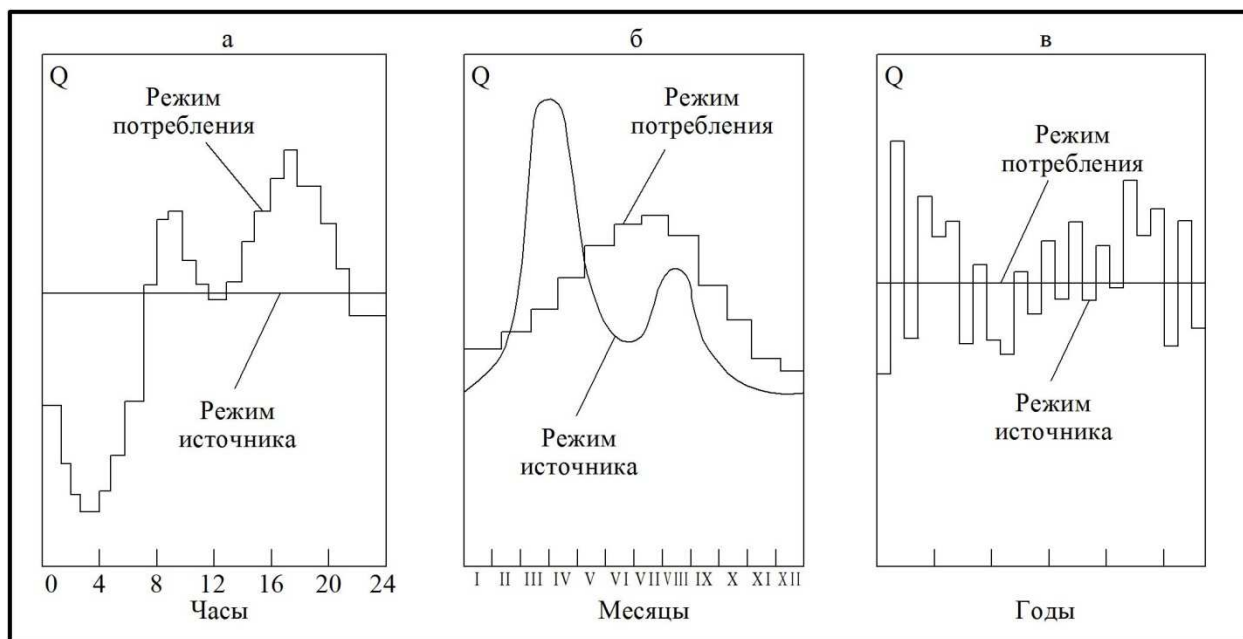 а
Q
Режим
потребления
Режим
источника
0 4 8 12 16 20 24
Часы
б
Q
Режим
потребления
Режим
источника
I II III IV V VI VII VIII IX X XI XII
Месяцы
в
Q
Режим
потребления
Режим
источника
Годы